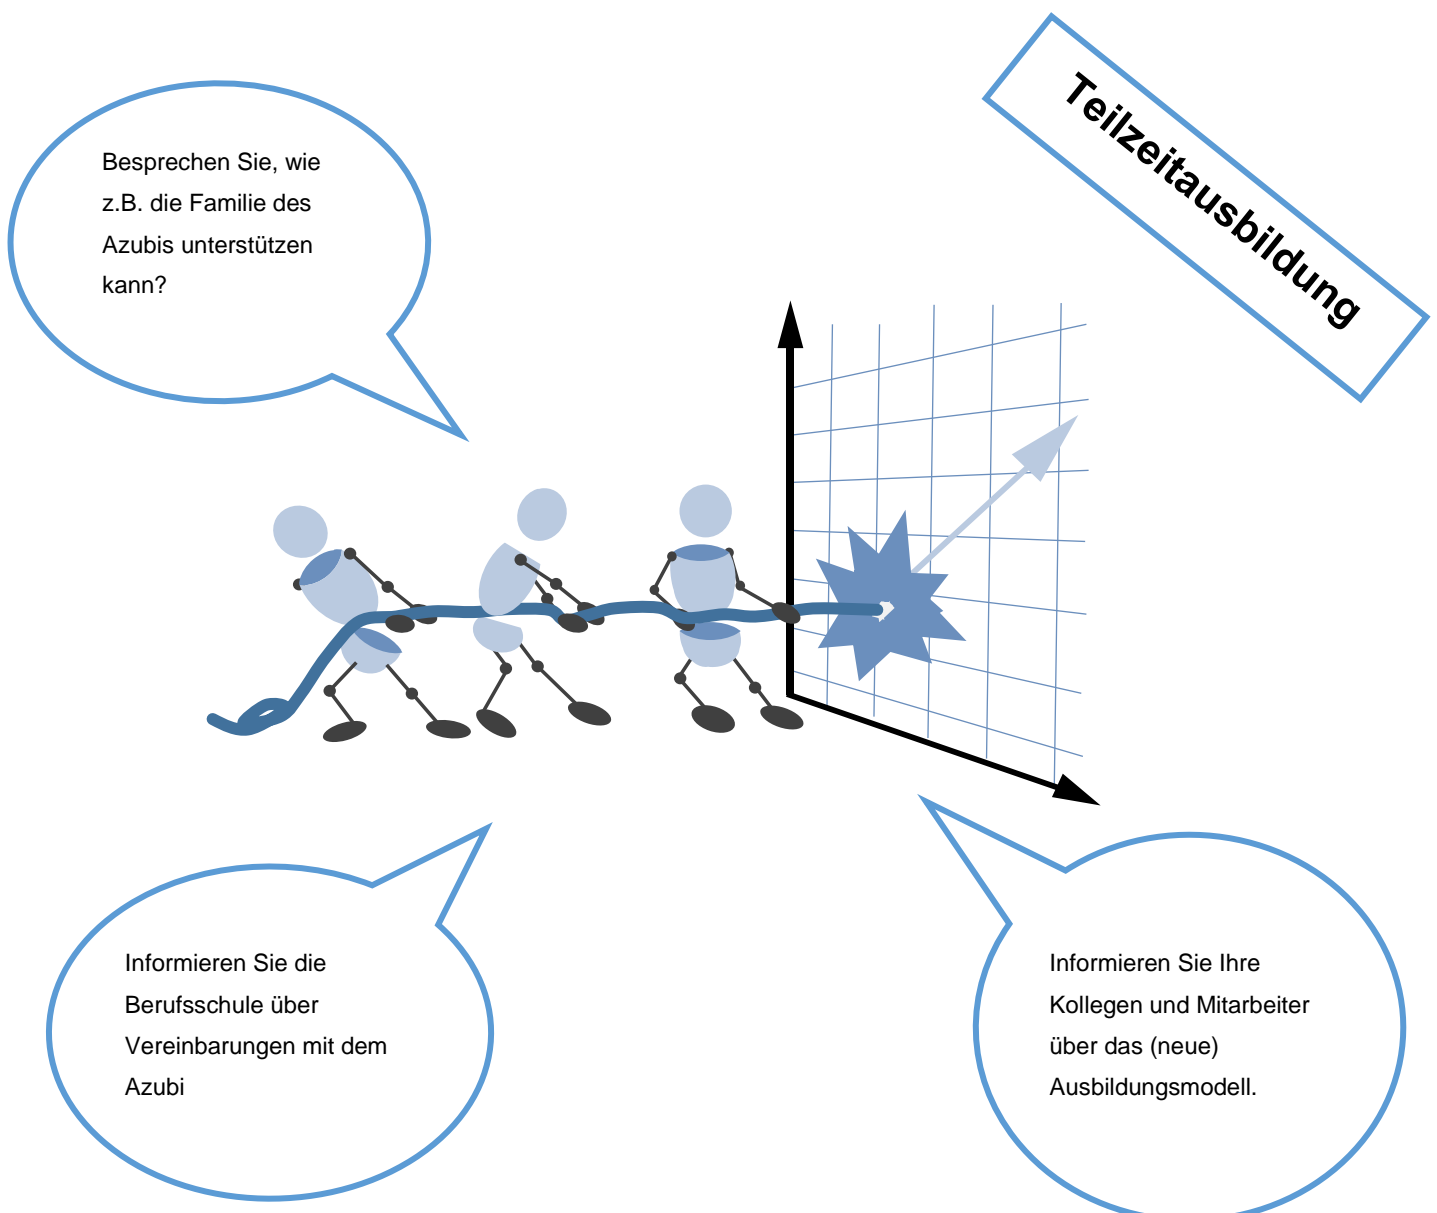 Teilzeitausbildung
Besprechen Sie, wie
z.B. die Familie des
Azubis unterstützen
kann?
Informieren Sie die
Berufsschule über
Vereinbarungen mit dem
Azubi
Informieren Sie Ihre
Kollegen und Mitarbeiter
über das (neue)
Ausbildungsmodell.